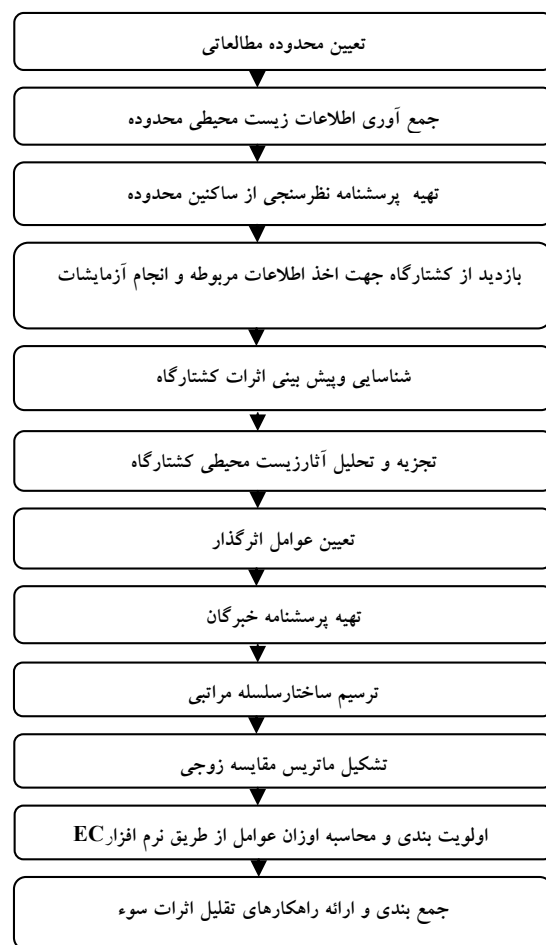 تعیین محدوده مطالعاتی
جمع آوری اطلاعات زیست محیطی محدوده
تهیه پرسشنامه نظرسنجی از ساکنین محدوده
بازدید از کشتارگاه جهت اخذ اطلاعات مربوطه و انجام آزمایشات
شناسایی وپیش بینی اثرات کشتارگاه
تجزیه و تحلیل آثارزیست محیطی کشتارگاه
تعیین عوامل اثرگذار
تهیه پرسشنامه خبرگان
ترسیم ساختارسلسله مراتبی
تشکیل ماتریس مقایسه زوجی
اولویت بندی و محاسبه اوزان عوامل از طریق نرم افزارEC
جمع بندی و ارائه راهکارهای تقلیل اثرات سوء